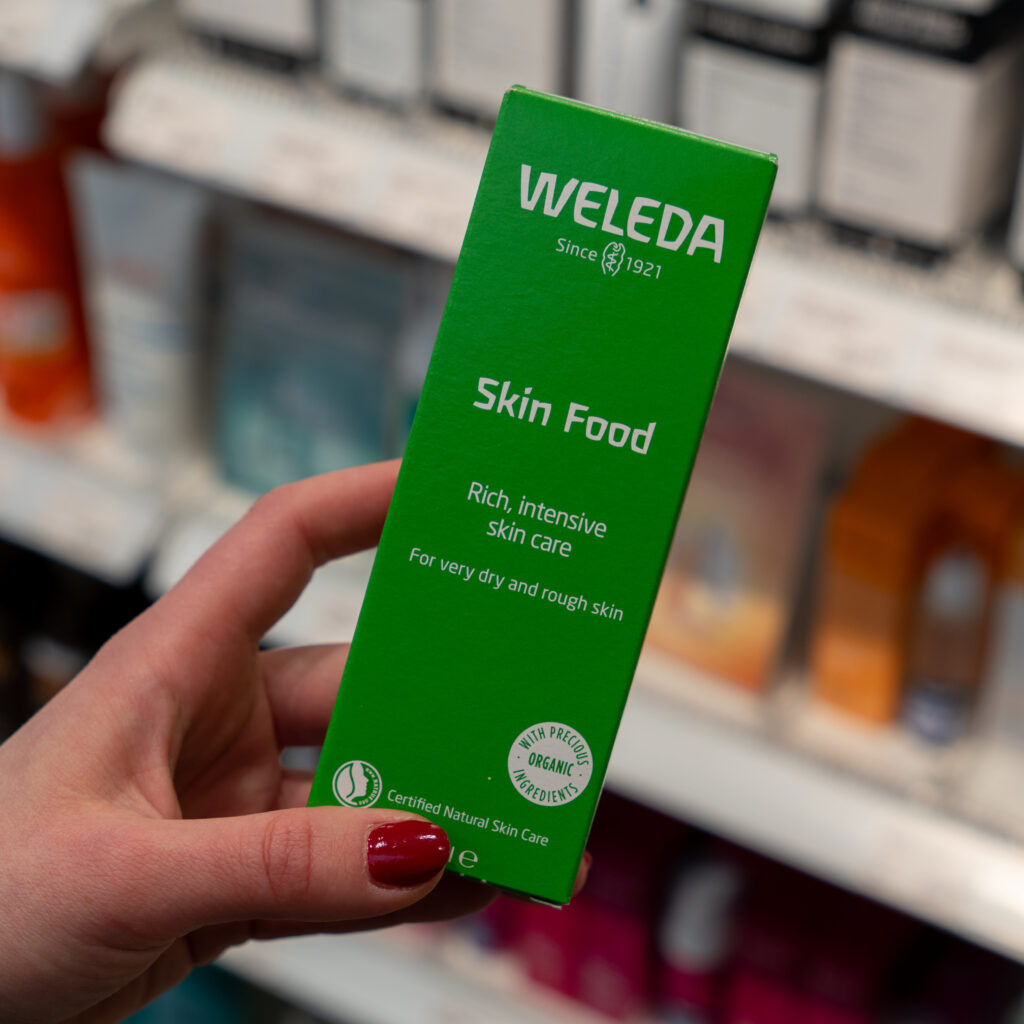 WELEDA
Since 1921
Skin Food
Rich, intensive
skin care
For very dry and rough skin
WITH PRECIOUS
ORGANIC
INGREDIENTS
Certified Natural Skin Care
℮